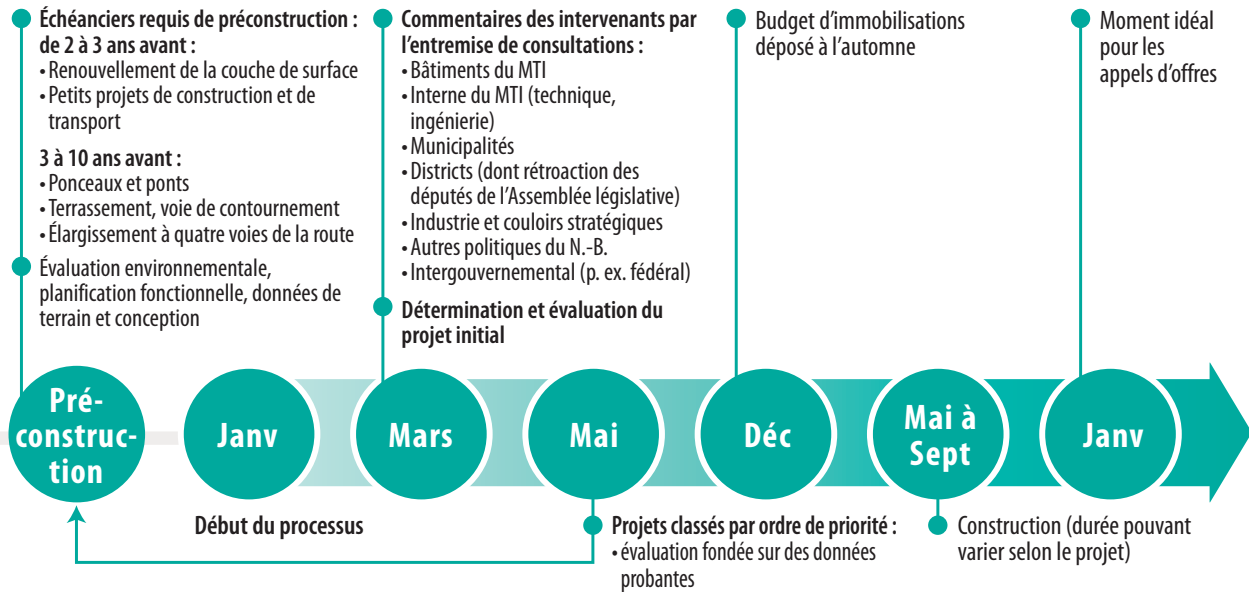 Échéanciers requis de préconstruction :
de 2 à 3 ans avant :
• Renouvellement de la couche de surface
• Petits projets de construction et de
transport
3 à 10 ans avant :
• Ponceaux et ponts
• Terrassement, voie de contournement
• Élargissement à quatre voies de la route
Évaluation environnementale,
planification fonctionnelle, données de
terrain et conception
Commentaires des intervenants par
l’entremise de consultations :
• Bâtiments du MTI
• Interne du MTI (technique,
ingénierie)
• Municipalités
• Districts (dont rétroaction des
députés de l’Assemblée législative)
• Industrie et couloirs stratégiques
• Autres politiques du N.-B.
• Intergouvernemental (p. ex. fédéral)
Détermination et évaluation du
projet initial
Budget d’immobilisations
déposé à l’automne
Moment idéal
pour les
appels d’offres
Pré-
construc-
tion
Janv
Mars
Mai
Déc
Mai à
Sept
Janv
Début du processus
Projets classés par ordre de priorité :
• évaluation fondée sur des données
probantes
Construction (durée pouvant
varier selon le projet)